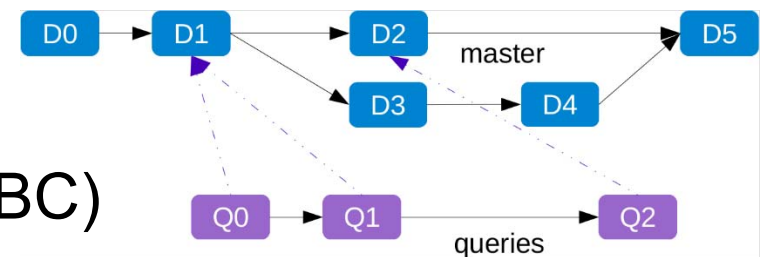 D0 D1 D2 D5
master
D3 D4
BC)
Q0 Q1 Q2
queries